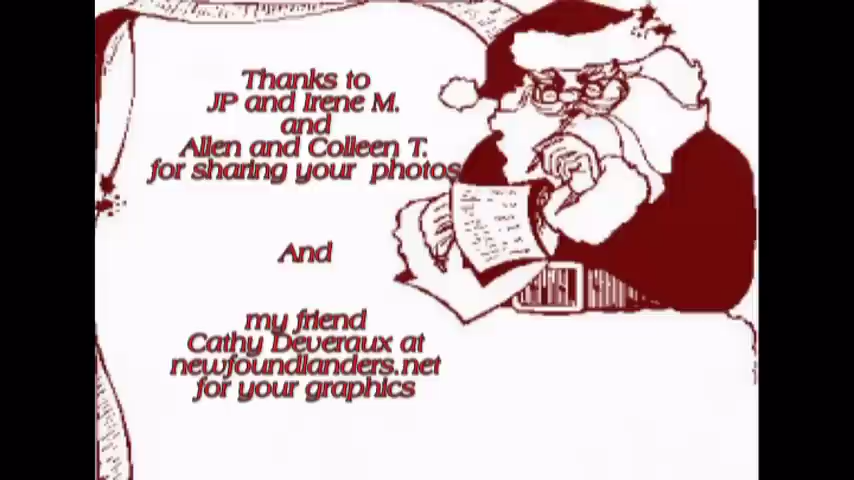 Thanks to
JP and Irene M.
and
Allen and Colleen T.
for sharing your photos
And
my friend
Cathy Deveraux at
newfoundlanders.net
for your graphics